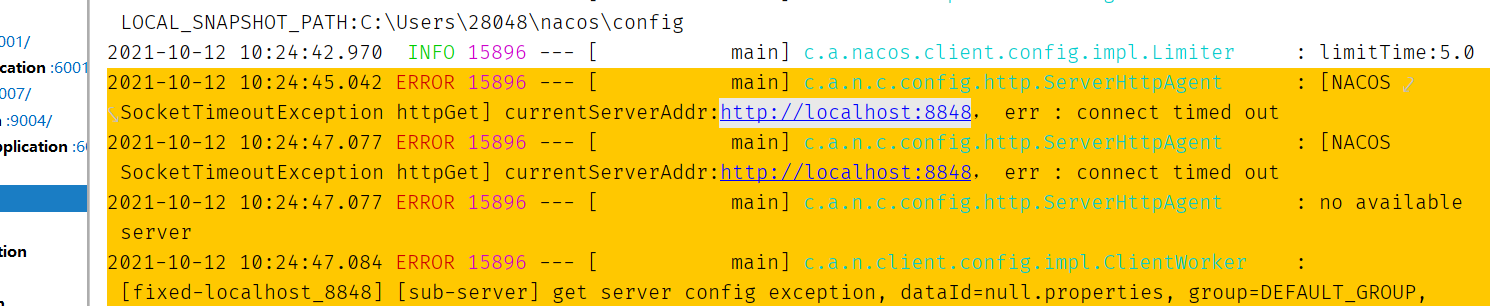 LOCAL_SNAPSHOT_PATH:C:\Users\28048\nacos\config
001/
2021-10-12 10:24:42.970  INFO 15896 --- [           main] c.a.nacos.client.config.impl.Limiter     : limitTime:5.0
cation :6001
2021-10-12 10:24:45.042 ERROR 15896 --- [           main] c.a.n.c.config.http.ServerHttpAgent      : [NACOS
007/
SocketTimeoutException httpGet] currentServerAddr:http://localhost:8848， err : connect timed out
:9004/
2021-10-12 10:24:47.077 ERROR 15896 --- [           main] c.a.n.c.config.http.ServerHttpAgent      : [NACOS
pplication :60
SocketTimeoutException httpGet] currentServerAddr:http://localhost:8848， err : connect timed out
2021-10-12 10:24:47.077 ERROR 15896 --- [           main] c.a.n.c.config.http.ServerHttpAgent      : no available
server
tion
2021-10-12 10:24:47.084 ERROR 15896 --- [           main] c.a.n.client.config.impl.ClientWorker    :
[fixed-localhost_8848] [sub-server] get server config exception, dataId=null.properties, group=DEFAULT_GROUP,